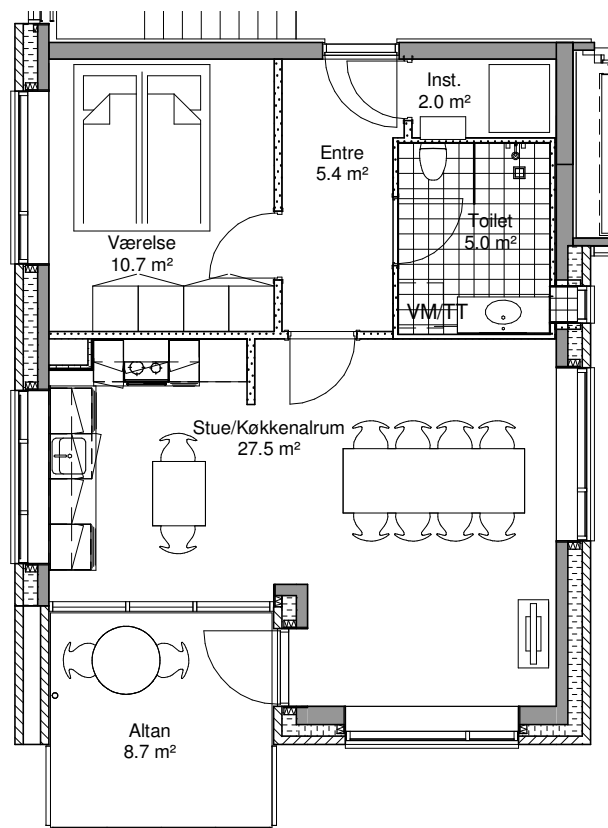 Inst.
2.0 m²
Entre
5.4 m²
Toilet
5.0 m²
Værelse
10.7 m²
VM/TT
Stue/Køkkenalrum
27.5 m²
Altan
8.7 m²